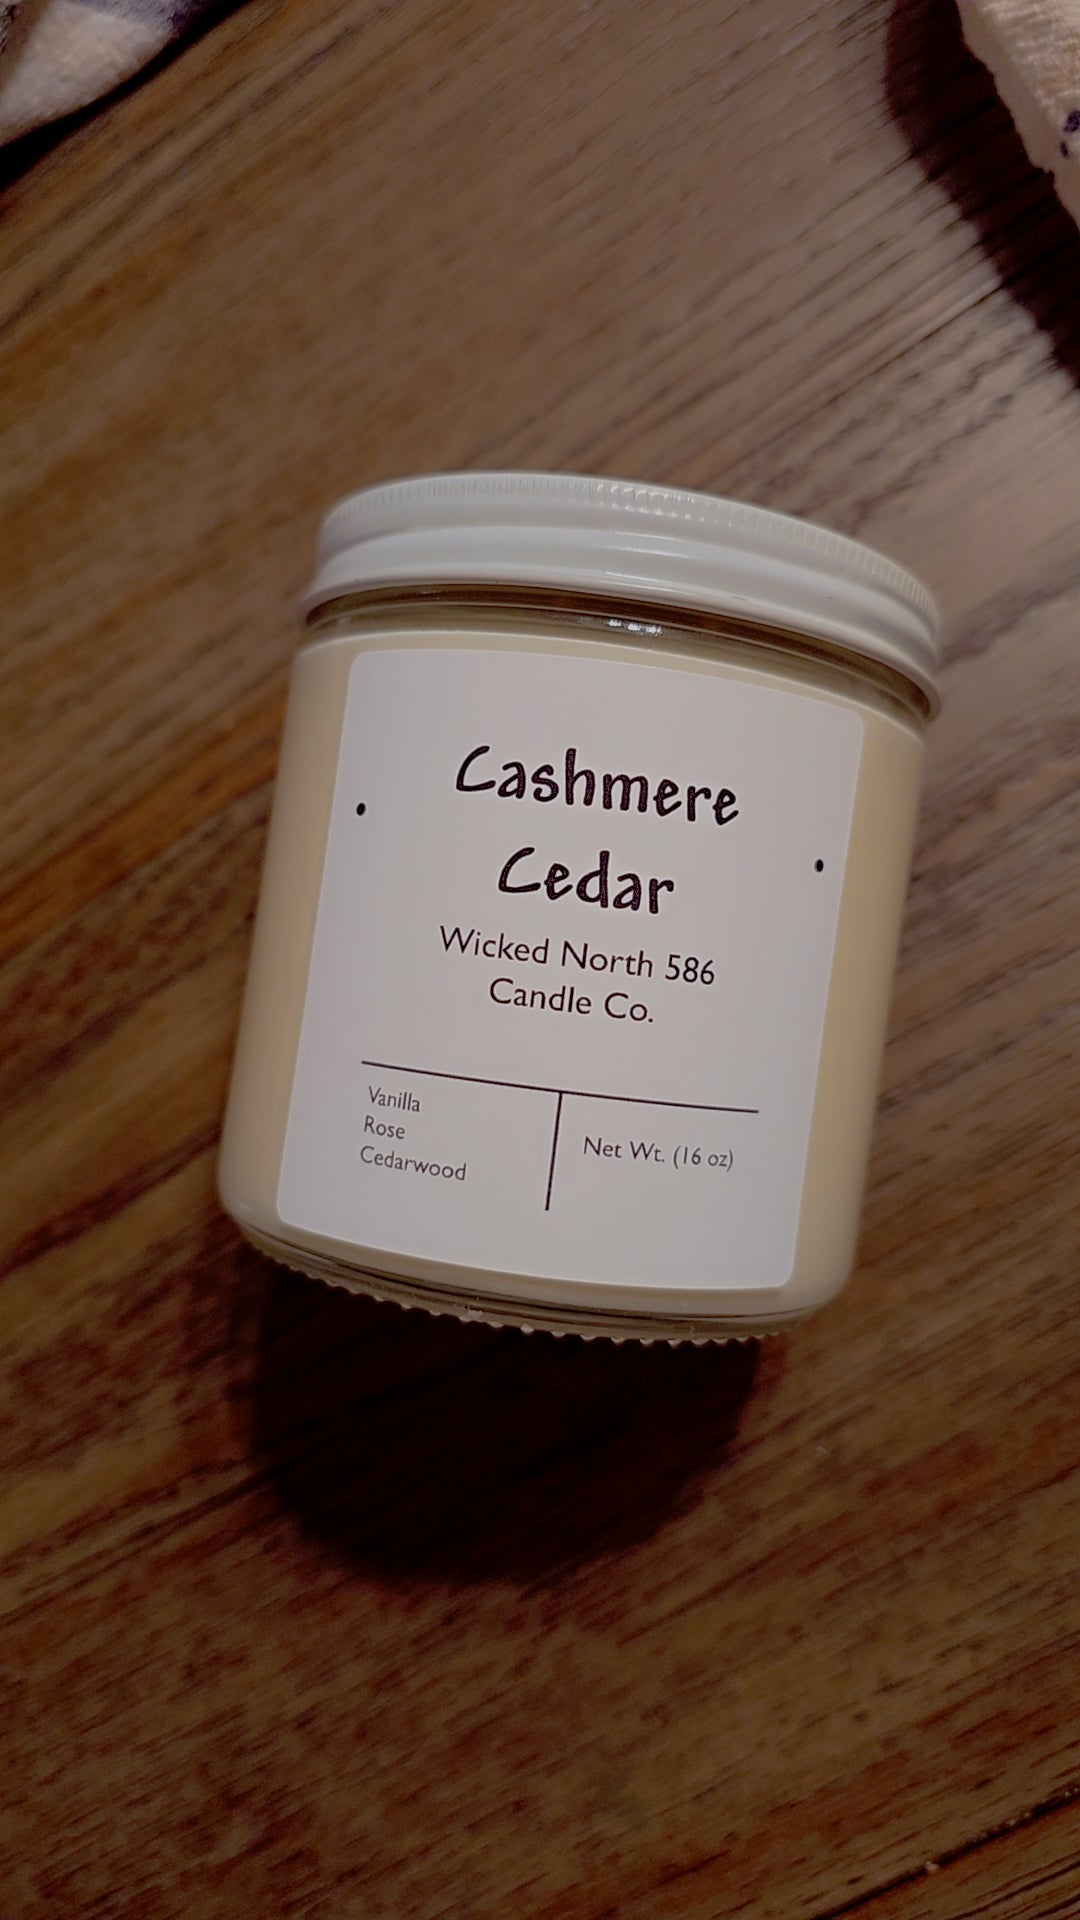 Cashmere
Cedar
Wicked North 586
Candle Co.
Vanilla
Rose
Cedarwood
Net Wt. (16 oz)